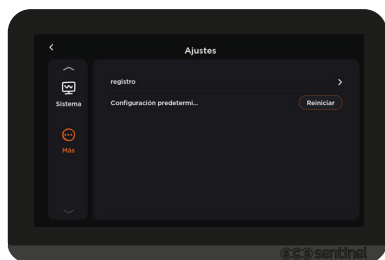 Ajustes
Sistema
Más
registro
Configuración predetermi...
Reiniciar
sentinel